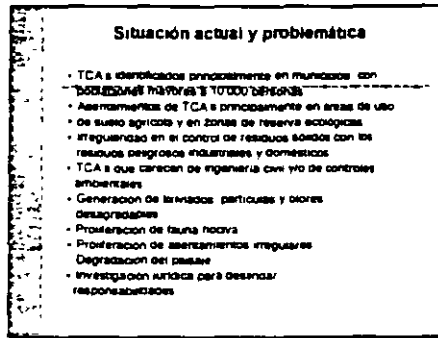 Situación actual y problemática
- TCA s identificados principalmente en municipios con
poblaciones mayores a 10 000 personas
- Asentamientos de TCA s principalmente en áreas de uso
- de suelo agrícola y en zonas de reserva ecológicas
- Irregularidad en el control de residuos sólidos con los
residuos peligrosos industriales y domésticos
- TCA s que carecen de ingeniería civil y/o de controles
ambientales
- Generación de lixiviados partículas y olores
desagradables
- Proliferación de fauna nociva
- Proliferación de asentamientos irregulares
Degradación del paisaje
- Investigación jurídica para deslindar
responsabilidades